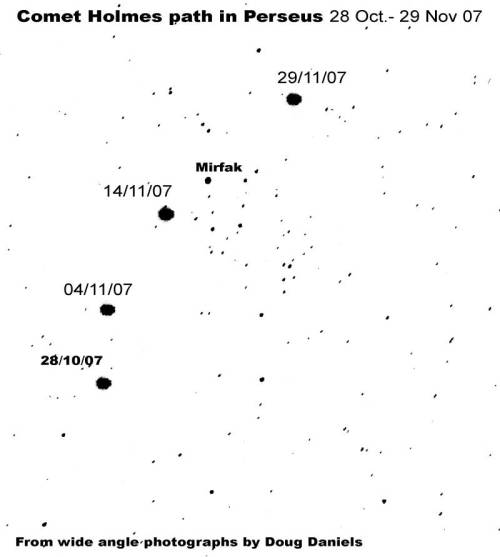 Comet Holmes path in Perseus 28 Oct.- 29 Nov 07
29/11/07
Mirfak
14/11/07
04/11/07
28/10/07
From wide angle photographs by Doug Daniels